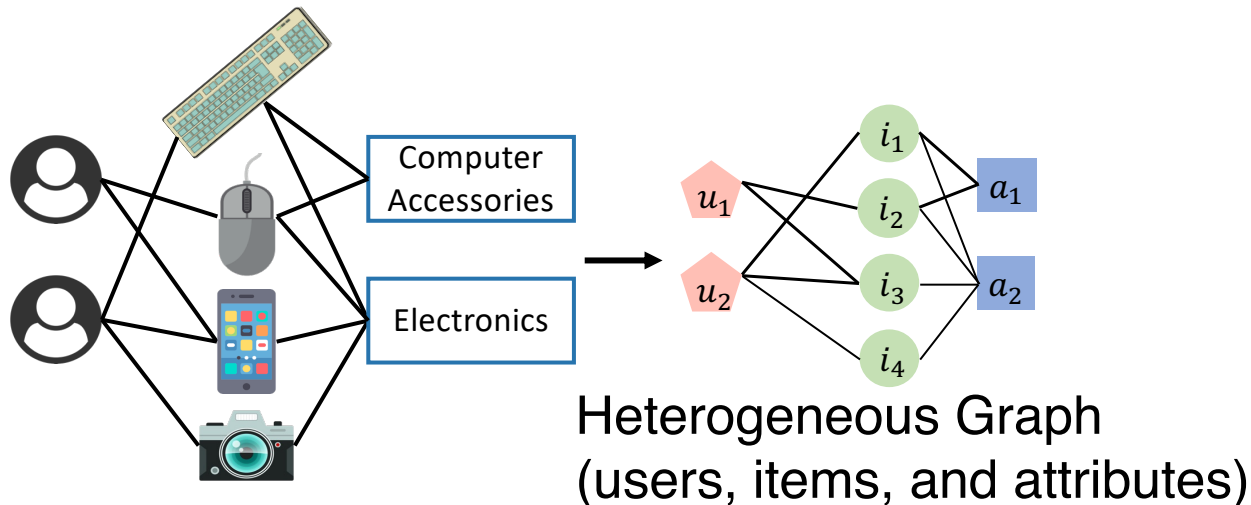 Computer
Accessories
Electronics
u₁
u₂
i₁
i₂
i₃
i₄
a₁
a₂
Heterogeneous Graph
(users, items, and attributes)